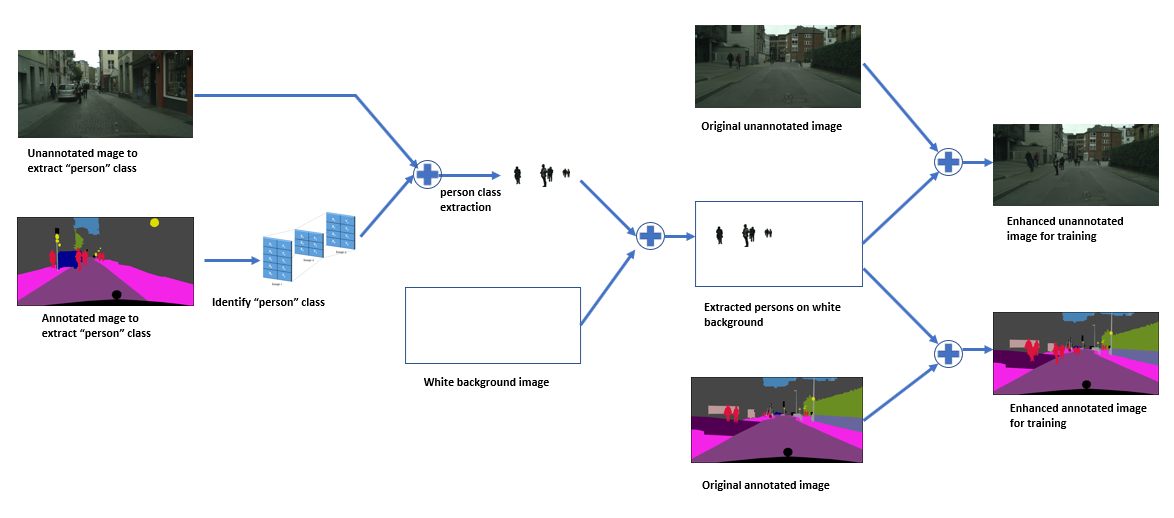 Unannotated mage to
extract “person” class
Annotated mage to
extract “person” class
Identify “person” class
person class
extraction
White background image
Original unannotated image
Extracted persons on white
background
Original annotated image
Enhanced unannotated
image for training
Enhanced annotated image
for training